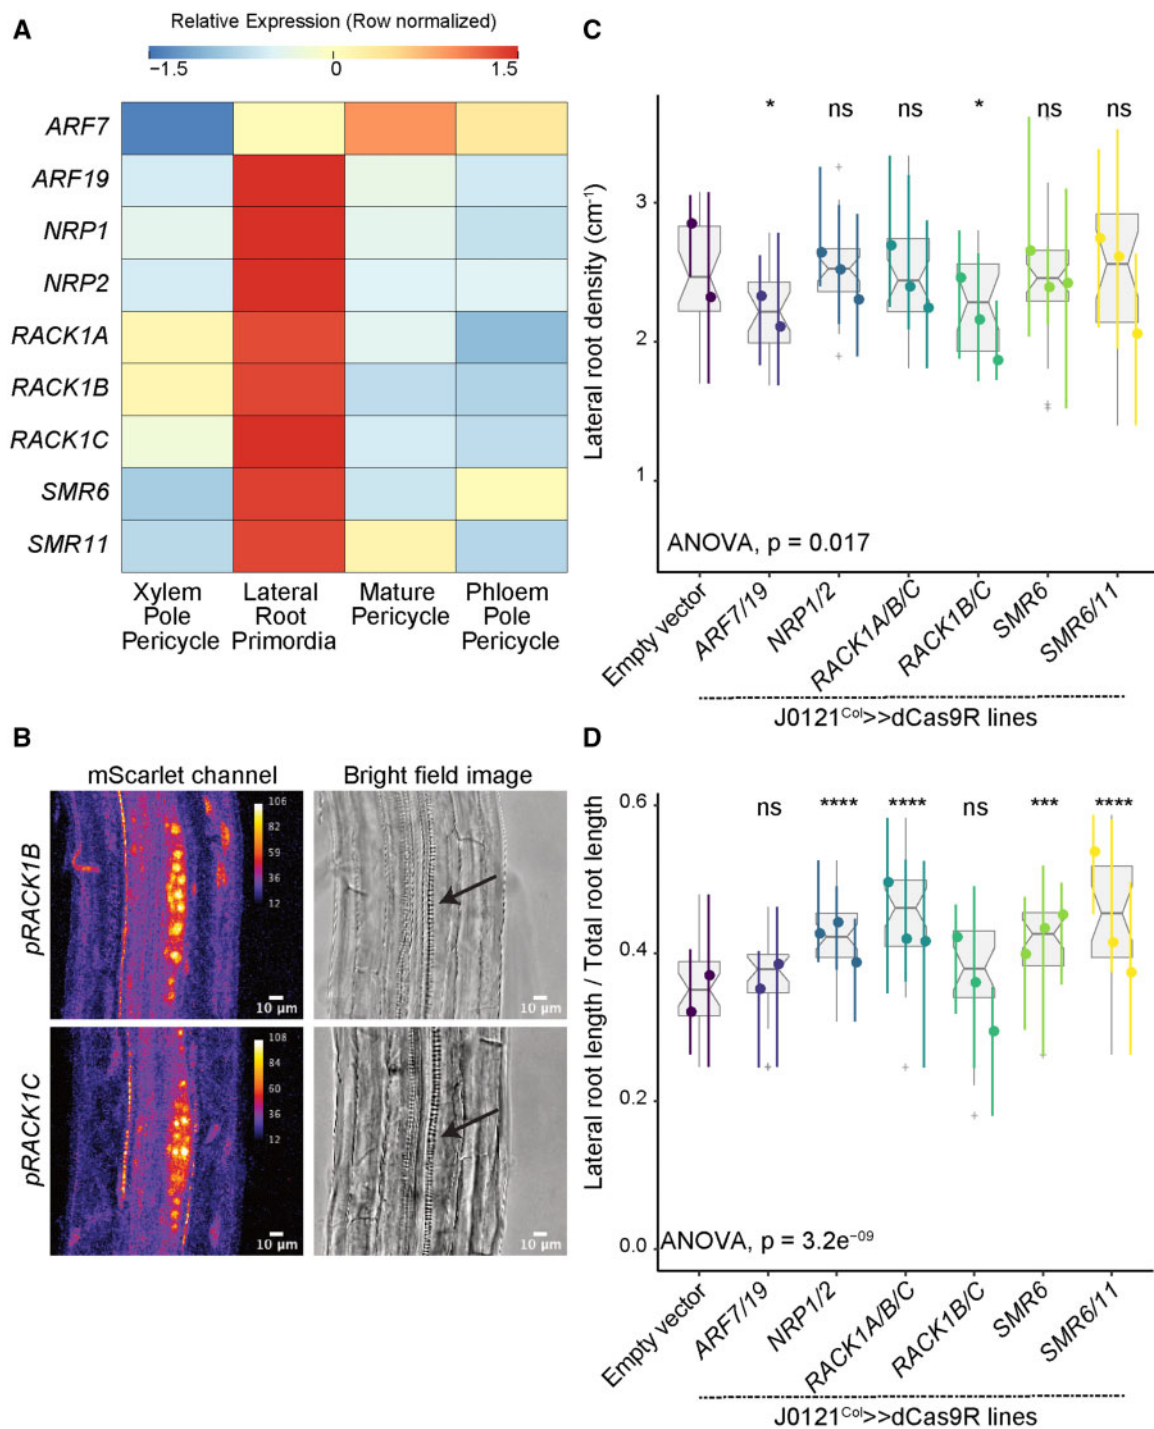 A
Relative Expression (Row normalized)
−1.5
0
1.5
ARF7
ARF19
NRP1
NRP2
RACK1A
RACK1B
RACK1C
SMR6
SMR11
Xylem
Pole
Pericycle
Lateral
Root
Primordia
Mature
Pericycle
Phloem
Pole
Pericycle
B
mScarlet channel
Bright field image
pRACK1B
106
82
59
36
12
10 µm
10 µm
pRACK1C
108
84
60
36
12
10 µm
10 µm
C
Lateral root density (cm⁻¹)
3
2
1
*
ns
ns
*
ns
ns
ANOVA, p = 0.017
Empty vector
ARF7/19
NRP1/2
RACK1A/B/C
RACK1B/C
SMR6
SMR6/11
J0121ᶜᵒˡ>>dCas9R lines
D
Lateral root length / Total root length
0.6
0.4
0.2
0.0
ns
****
****
ns
***
****
ANOVA, p = 3.2e⁻⁰⁹
Empty vector
ARF7/19
NRP1/2
RACK1A/B/C
RACK1B/C
SMR6
SMR6/11
J0121ᶜᵒˡ>>dCas9R lines